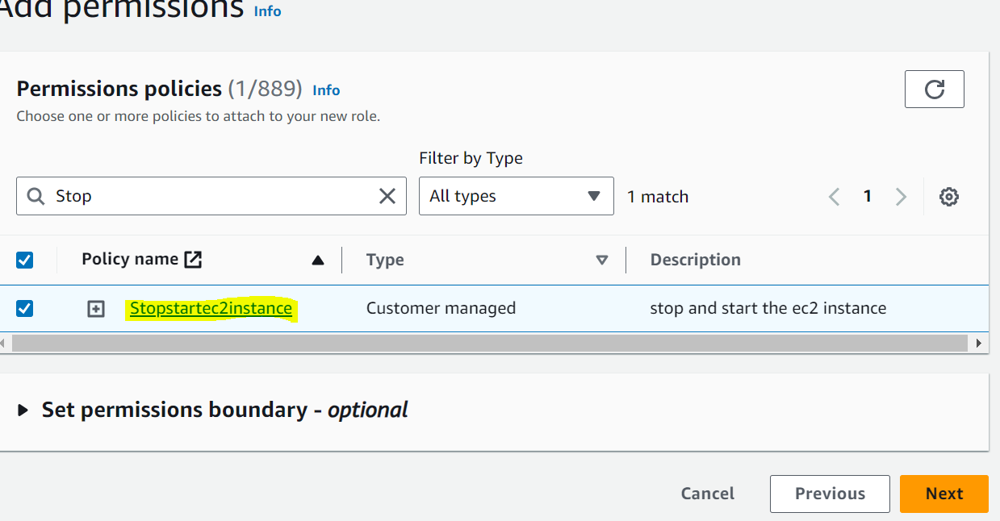 Add permissions Info
Permissions policies (1/889) Info
Choose one or more policies to attach to your new role.
Filter by Type
Stop All types 1 match 1
Policy name Type Description
Stopstartec2instance Customer managed stop and start the ec2 instance
Set permissions boundary - optional
Cancel Previous Next